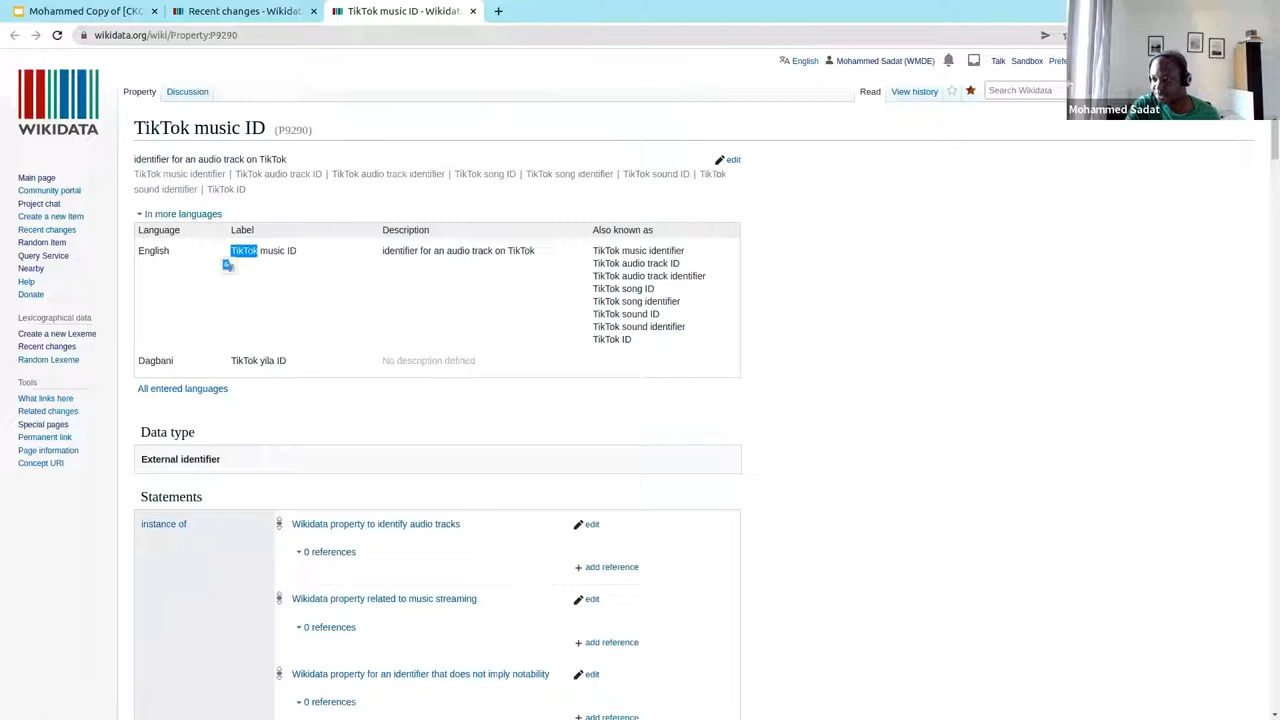 Mohammed Copy of [CKC
Recent changes - Wikidat
TikTok music ID - Wikidat
wikidata.org/wiki/Property:P9290
Mohammed Sadat
English
Mohammed Sadat (WMDE)
Talk
Sandbox
Prefe
WIKIDATA
Property
Discussion
Read
View history
Search Wikidata
TikTok music ID (P9290)
identifier for an audio track on TikTok
edit
TikTok music identifier | TikTok audio track ID | TikTok audio track identifier | TikTok song ID | TikTok song identifier | TikTok sound ID | TikTok
sound identifier | TikTok ID
In more languages
Language Label Description Also known as
English TikTok music ID identifier for an audio track on TikTok TikTok music identifier
TikTok audio track ID
TikTok audio track identifier
TikTok song ID
TikTok song identifier
TikTok sound ID
TikTok sound identifier
TikTok ID
Dagbani TikTok yila ID No description defined
All entered languages
Data type
External identifier
Statements
instance of
Wikidata property to identify audio tracks
edit
0 references
+ add reference
Wikidata property related to music streaming
edit
0 references
+ add reference
Wikidata property for an identifier that does not imply notability
edit
0 references
+ add reference
Main page
Community portal
Project chat
Create a new Item
Recent changes
Random Item
Query Service
Nearby
Help
Donate
Lexicographical data
Create a new Lexeme
Recent changes
Random Lexeme
Tools
What links here
Related changes
Special pages
Permanent link
Page information
Concept URI